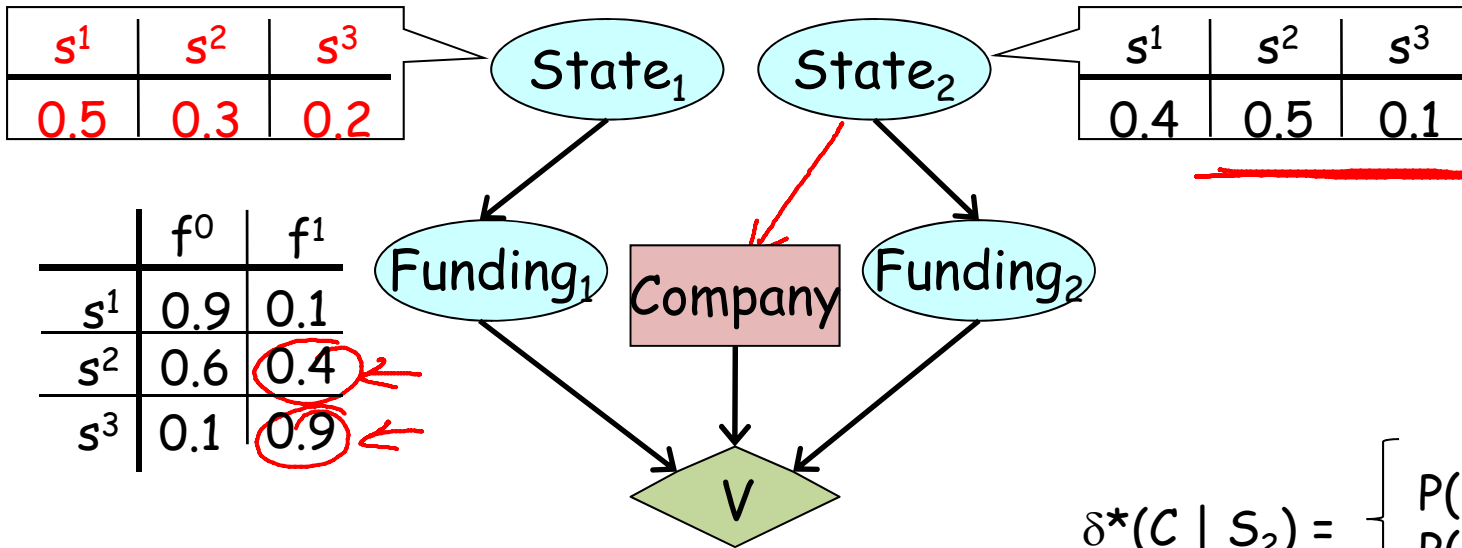 s¹ s² s³
0.5 0.3 0.2
State₁
State₂
s¹ s² s³
0.4 0.5 0.1
f⁰ f¹
s¹ 0.9 0.1
s² 0.6 0.4
s³ 0.1 0.9
Funding₁
Company
Funding₂
V
δ*(C | S₂) =
P(